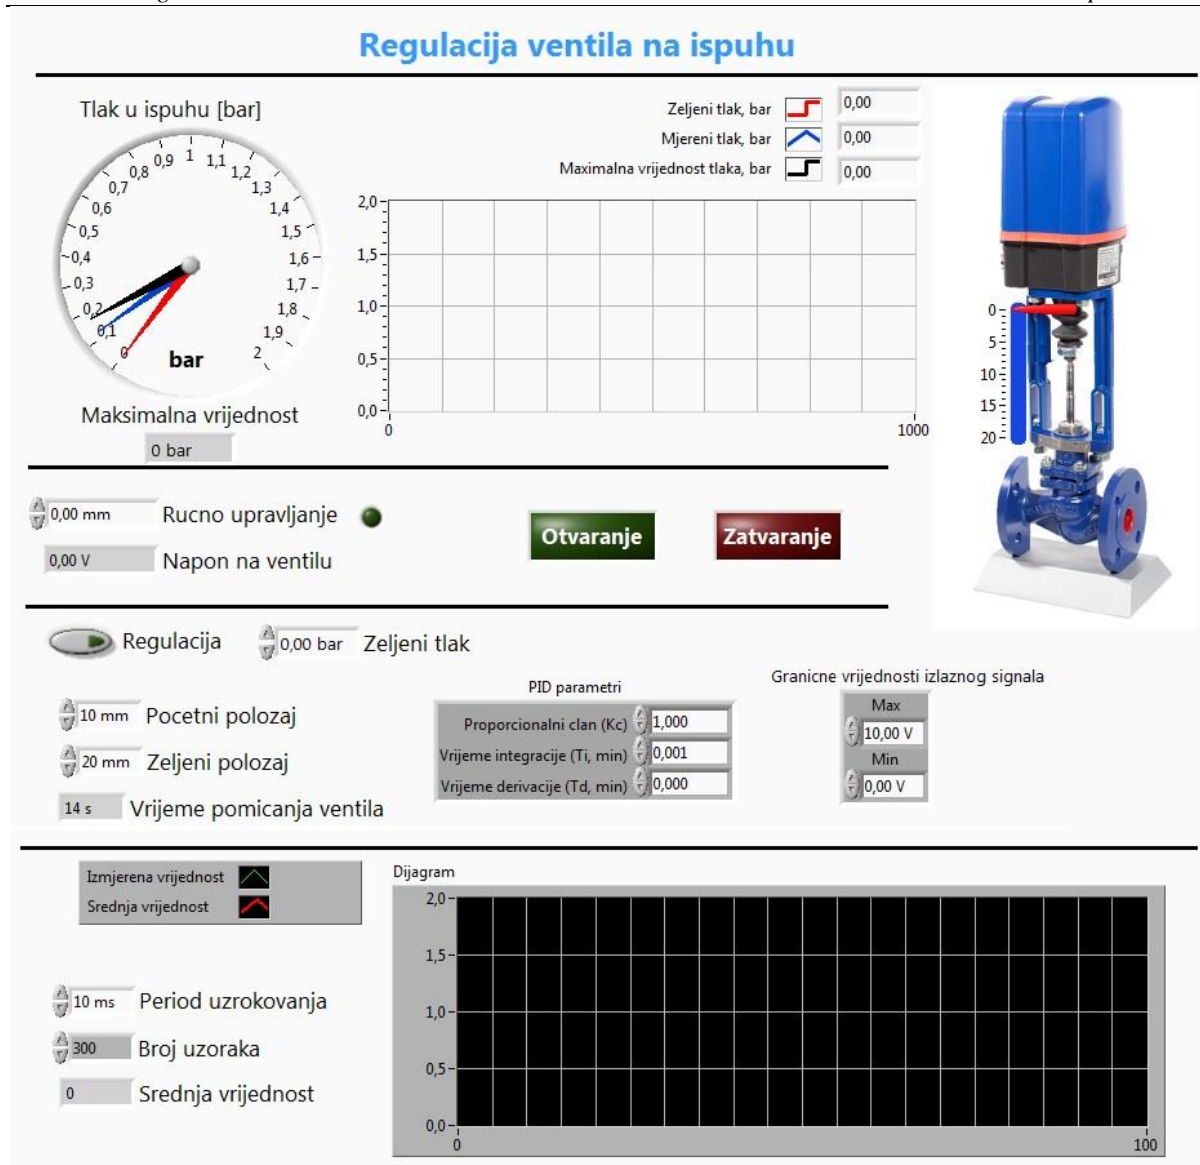 Regulacija ventila na ispuhu
Tlak u ispuhu [bar]
0
0,1
0,2
0,3
0,4
0,5
0,6
0,7
0,8
0,9
1
1,1
1,2
1,3
1,4
1,5
1,6
1,7
1,8
1,9
2
bar
Maksimalna vrijednost
0 bar
Zeljeni tlak, bar 0,00
Mjereni tlak, bar 0,00
Maximalna vrijednost tlaka, bar 0,00
2,0
1,5
1,0
0,5
0,0
0 1000
0
5
10
15
20
0,00 mm Rucno upravljanje
0,00 V Napon na ventilu
Otvaranje Zatvaranje
Regulacija 0,00 bar Zeljeni tlak
10 mm Pocetni polozaj
20 mm Zeljeni polozaj
14 s Vrijeme pomicanja ventila
PID parametri
Proporcionalni clan (Kc) 1,000
Vrijeme integracije (Ti, min) 0,001
Vrijeme derivacije (Td, min) 0,000
Granicne vrijednosti izlaznog signala
Max
10,00 V
Min
0,00 V
Izmjerena vrijednost
Srednja vrijednost
10 ms Period uzrokovanja
300 Broj uzoraka
0 Srednja vrijednost
Dijagram
2,0
1,5
1,0
0,5
0,0
0 100